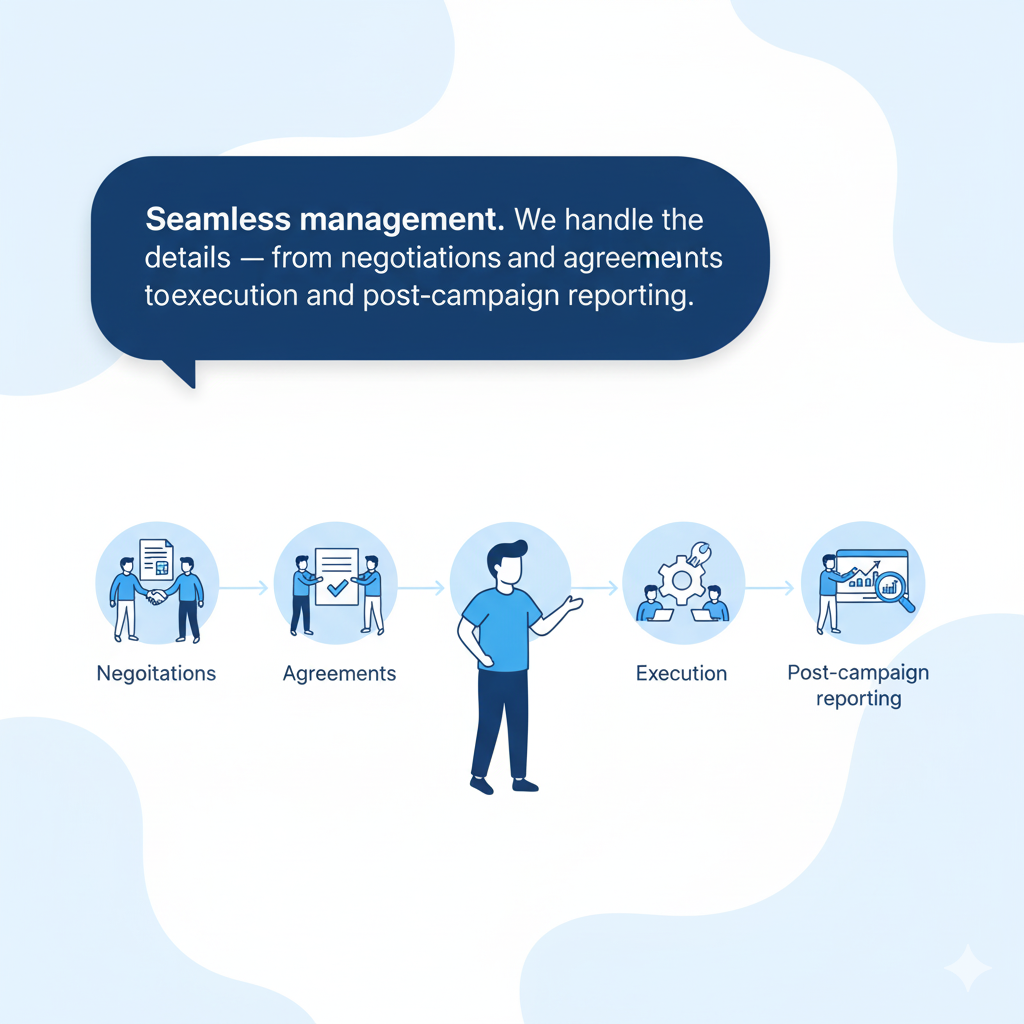 Seamless management. We handle the
details — from negotiations and agreements
toexecution and post-campaign reporting.
Negoitations
Agreements
Execution
Post-campaign
reporting